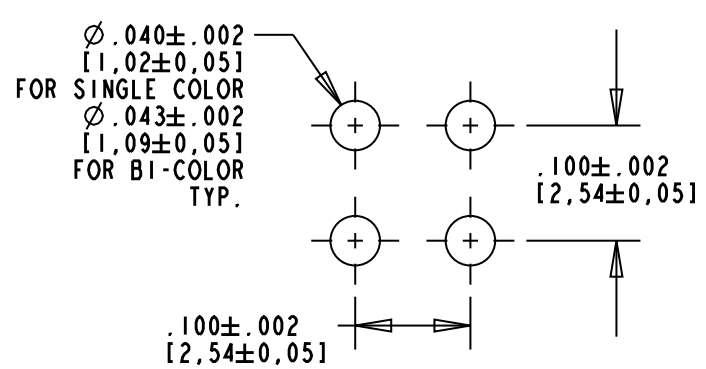 Ø.040±.002
[1,02±0,05]
FOR SINGLE COLOR
Ø.043±.002
[1,09±0,05]
FOR BI-COLOR
TYP.
.100±.002
[2,54±0,05]
.100±.002
[2,54±0,05]